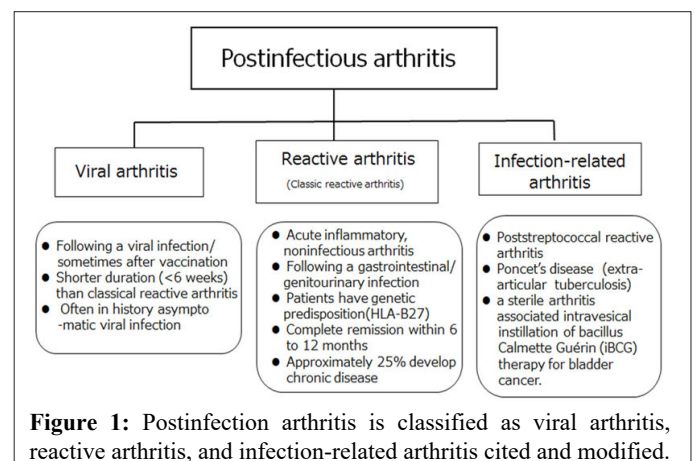 Postinfectious arthritis
Viral arthritis
Reactive arthritis
(Classic reactive arthritis)
Infection-related
arthritis
● Following a viral infection/
sometimes after vaccination
● Shorter duration (<6 weeks)
than classical reactive arthritis
● Often in history asympto
-matic viral infection
● Acute inflammatory,
noninfectious arthritis
● Following a gastrointestinal/
genitourinary infection
● Patients have genetic
predisposition(HLA-B27)
● Complete remission within 6
to 12 months
● Approximately 25% develop
chronic disease
● Poststreptococcal reactive
arthritis
● Poncet's disease (extra-
articular tuberculosis)
● a sterile arthritis
associated intravesical
instillation of bacillus
Calmette Guérin (iBCG)
therapy for bladder
cancer.
Figure 1: Postinfection arthritis is classified as viral arthritis,
reactive arthritis, and infection-related arthritis cited and modified.